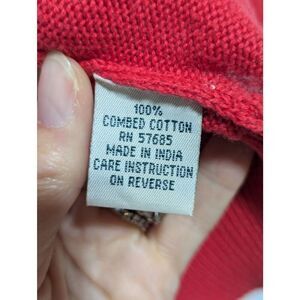 100%
COMBED COTTON
RN 57685
MADE IN INDIA
CARE INSTRUCTION
ON REVERSE